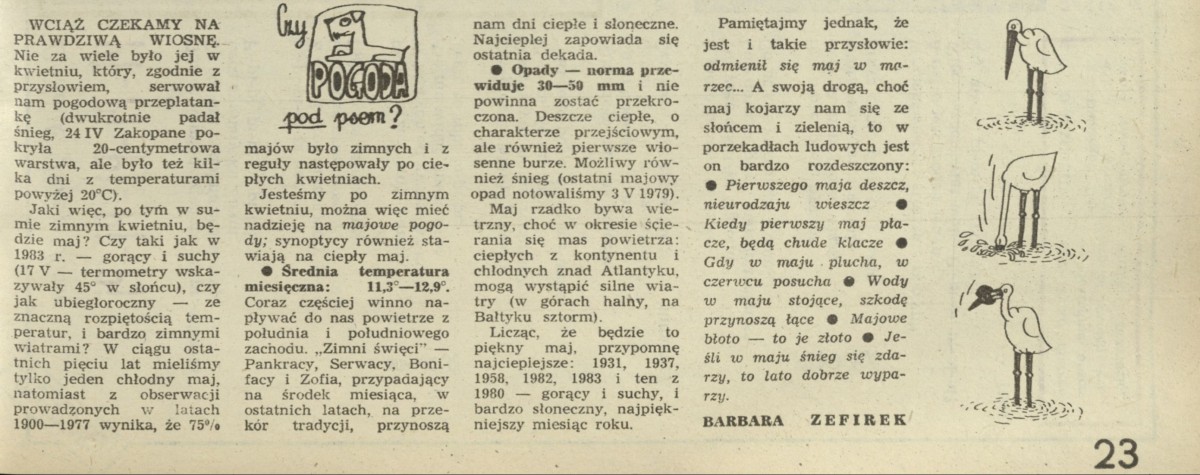 WCIĄŻ CZEKAMY NA
PRAWDZIWĄ WIOSNĘ.
Nie za wiele było jej w
kwietniu, który, zgodnie z
przysłowiem, serwował
nam pogodową przeplatan-
kę (dwukrotnie padał
śnieg, 24 IV Zakopane po-
kryła 20-centymetrowa
warstwa, ale było też kil-
ka dni z temperaturami
powyżej 20°C).
Jaki więc, po tym w su-
mie zimnym kwietniu, bę-
dzie maj? Czy taki jak w
1983 r. — gorący i suchy
(17 V — termometry wska-
zywały 45° w słońcu), czy
jak ubiegłoroczny — ze
znaczną rozpiętością tem-
peratur, i bardzo zimnymi
wiatrami? W ciągu osta-
tnich pięciu lat mieliśmy
tylko jeden chłodny maj,
natomiast z obserwacji
prowadzonych w latach
1900—1977 wynika, że 75%
Czy
POGODA
pod psem?
majów było zimnych i z
reguły następowały po cie-
płych kwietniach.
Jesteśmy po zimnym
kwietniu, można więc mieć
nadzieję na majowe pogo-
dy; synoptycy również sta-
wiają na ciepły maj.
● Średnia temperatura
miesięczna: 11,3°—12,9°.
Coraz częściej winno na-
pływać do nas powietrze z
południa i południowego
zachodu. „Zimni święci" —
Pankracy, Serwacy, Boni-
facy i Zofia, przypadający
na środek miesiąca, w
ostatnich latach, na prze-
kór tradycji, przynoszą
nam dni ciepłe i słoneczne.
Najcieplej zapowiada się
ostatnia dekada.
● Opady — norma prze-
widuje 30—50 mm i nie
powinna zostać przekro-
czona. Deszcze ciepłe, o
charakterze przejściowym,
ale również pierwsze wio-
senne burze. Możliwy rów-
nież śnieg (ostatni majowy
opad notowaliśmy 3 V 1979).
Maj rzadko bywa wie-
trzny, choć w okresie ście-
rania się mas powietrza:
ciepłych z kontynentu i
chłodnych znad Atlantyku,
mogą wystąpić silne wia-
try (w górach halny, na
Bałtyku sztorm).
Licząc, że będzie to
piękny maj, przypomnę
najcieplejsze: 1931, 1937,
1958, 1982, 1983 i ten z
1980 — gorący i suchy, i
bardzo słoneczny, najpięk-
niejszy miesiąc roku.
Pamiętajmy jednak, że
jest i takie przysłowie:
odmienił się maj w ma-
rzec... A swoją drogą, choć
maj kojarzy nam się ze
słońcem i zielenią, to w
porzekadłach ludowych jest
on bardzo rozdeszczony:
● Pierwszego maja deszcz,
nieurodzaju wieszcz ●
Kiedy pierwszy maj pła-
cze, będą chude klacze ●
Gdy w maju plucha, w
czerwcu posucha ● Wody
w maju stojące, szkodę
przynoszą łące ● Majowe
błoto — to je złoto ● Je-
śli w maju śnieg się zda-
rzy, to lato dobrze wypa-
rzy.
BARBARA ZEFIREK
23